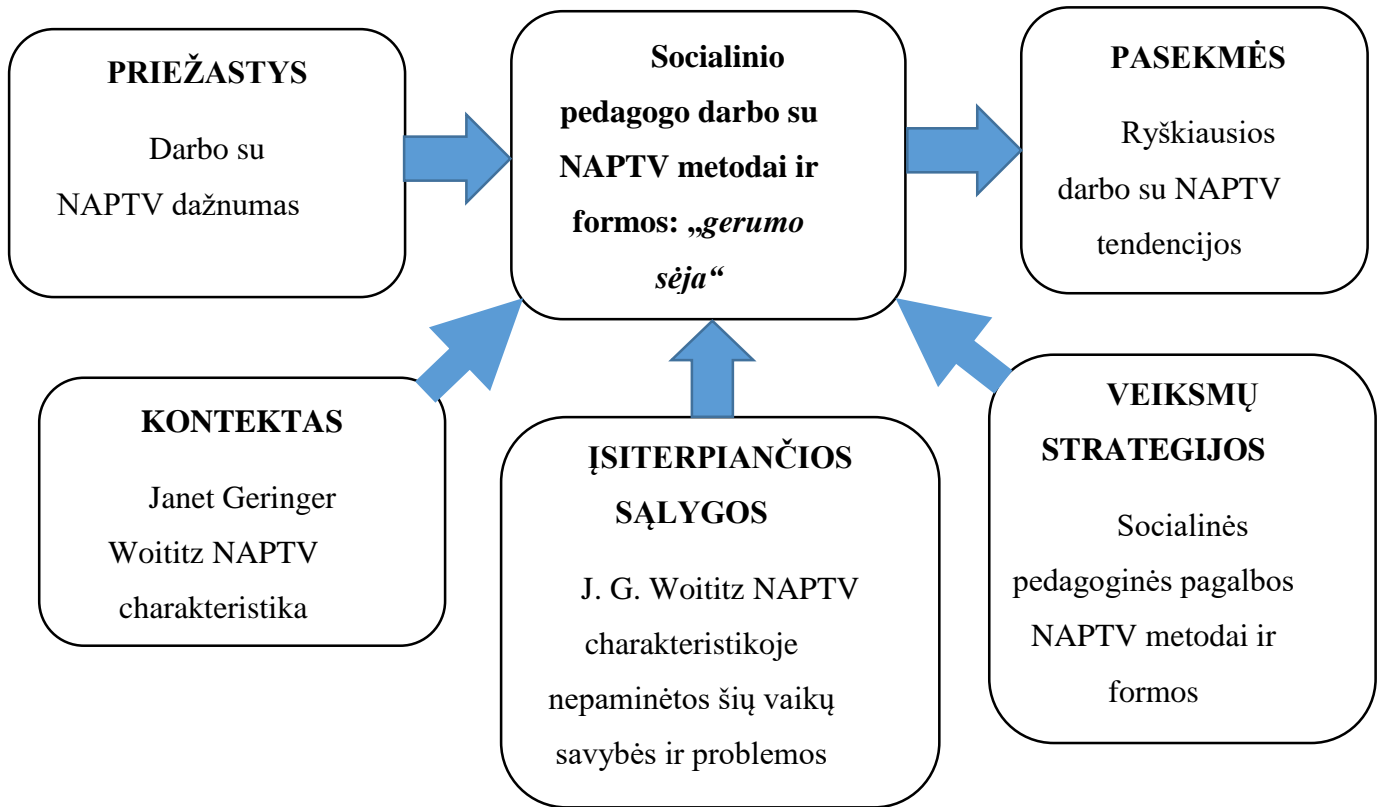 PRIEŽASTYS
Darbo su
NAPTV dažnumas
Socialinio
pedagogo darbo su
NAPTV metodai ir
formos: „gerumo
sėja“
PASEKMĖS
Ryškiausios
darbo su NAPTV
tendencijos
KONTEKTAS
Janet Geringer
Woititz NAPTV
charakteristika
ĮSITERPIANČIOS
SĄLYGOS
J. G. Woititz NAPTV
charakteristikoje
nepaminėtos šių vaikų
savybės ir problemos
VEIKSMŲ
STRATEGIJOS
Socialinės
pedagoginės pagalbos
NAPTV metodai ir
formos